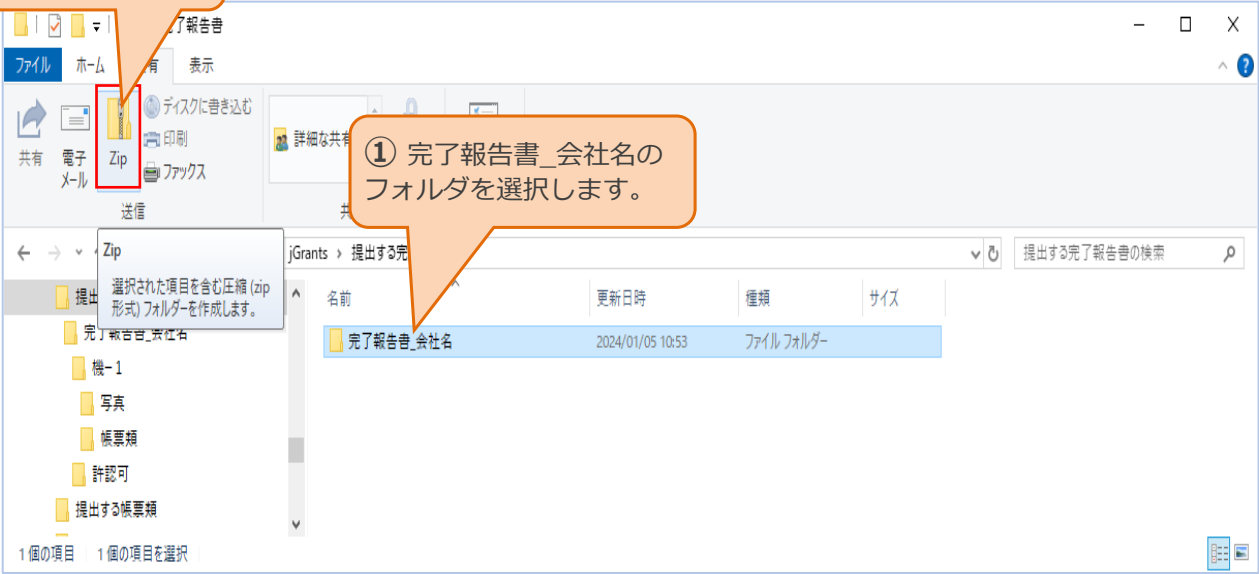 了報告書
ファイル ホーム 有 表示
共有
電子
メール
Zip
ディスクに書き込む
印刷
ファックス
送信
詳細な共有
① 完了報告書_会社名の
フォルダを選択します。
Zip
選択された項目を含む圧縮 (zip
形式) フォルダーを作成します。
jGrants › 提出する完
提出する完了報告書の検索
名前 更新日時 種類 サイズ
完了報告書_会社名 2024/01/05 10:53 ファイル フォルダー
提出
完了報告書_会社名
機－1
写真
帳票類
許認可
提出する帳票類
1 個の項目 1 個の項目を選択